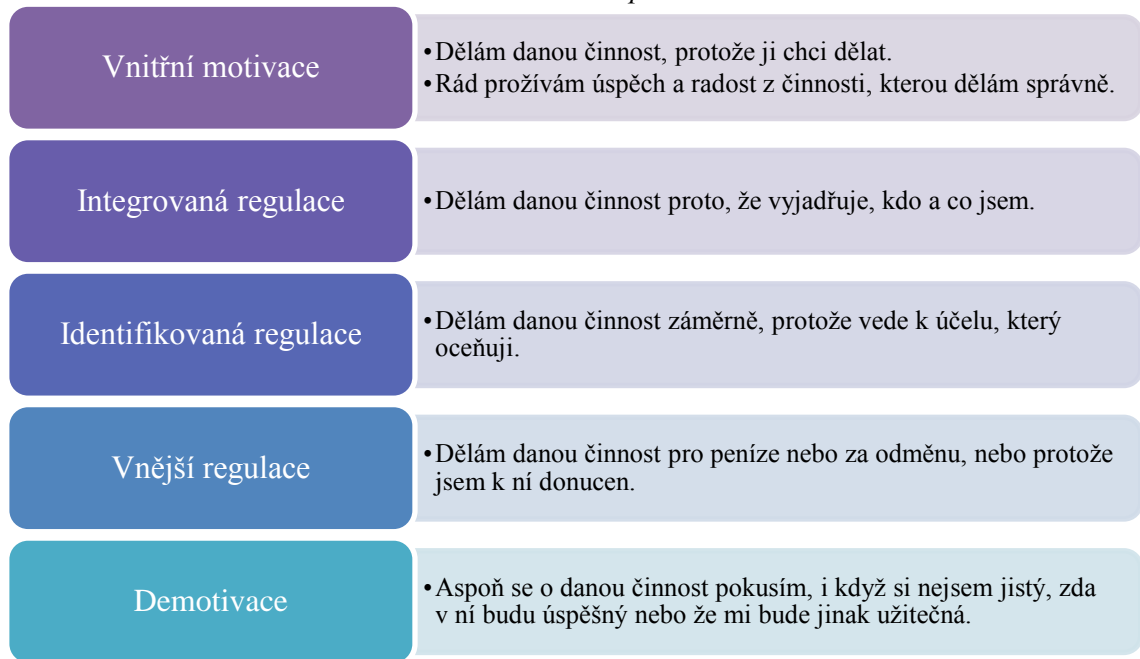 Vnitřní motivace
•Dělám danou činnost, protože ji chci dělat.
•Rád prožívám úspěch a radost z činnosti, kterou dělám správně.
Integrovaná regulace
•Dělám danou činnost proto, že vyjadřuje, kdo a co jsem.
Identifikovaná regulace
•Dělám danou činnost záměrně, protože vede k účelu, který
oceňuji.
Vnější regulace
•Dělám danou činnost pro peníze nebo za odměnu, nebo protože
jsem k ní donucen.
Demotivace
•Aspoň se o danou činnost pokusím, i když si nejsem jistý, zda
v ní budu úspěšný nebo že mi bude jinak užitečná.